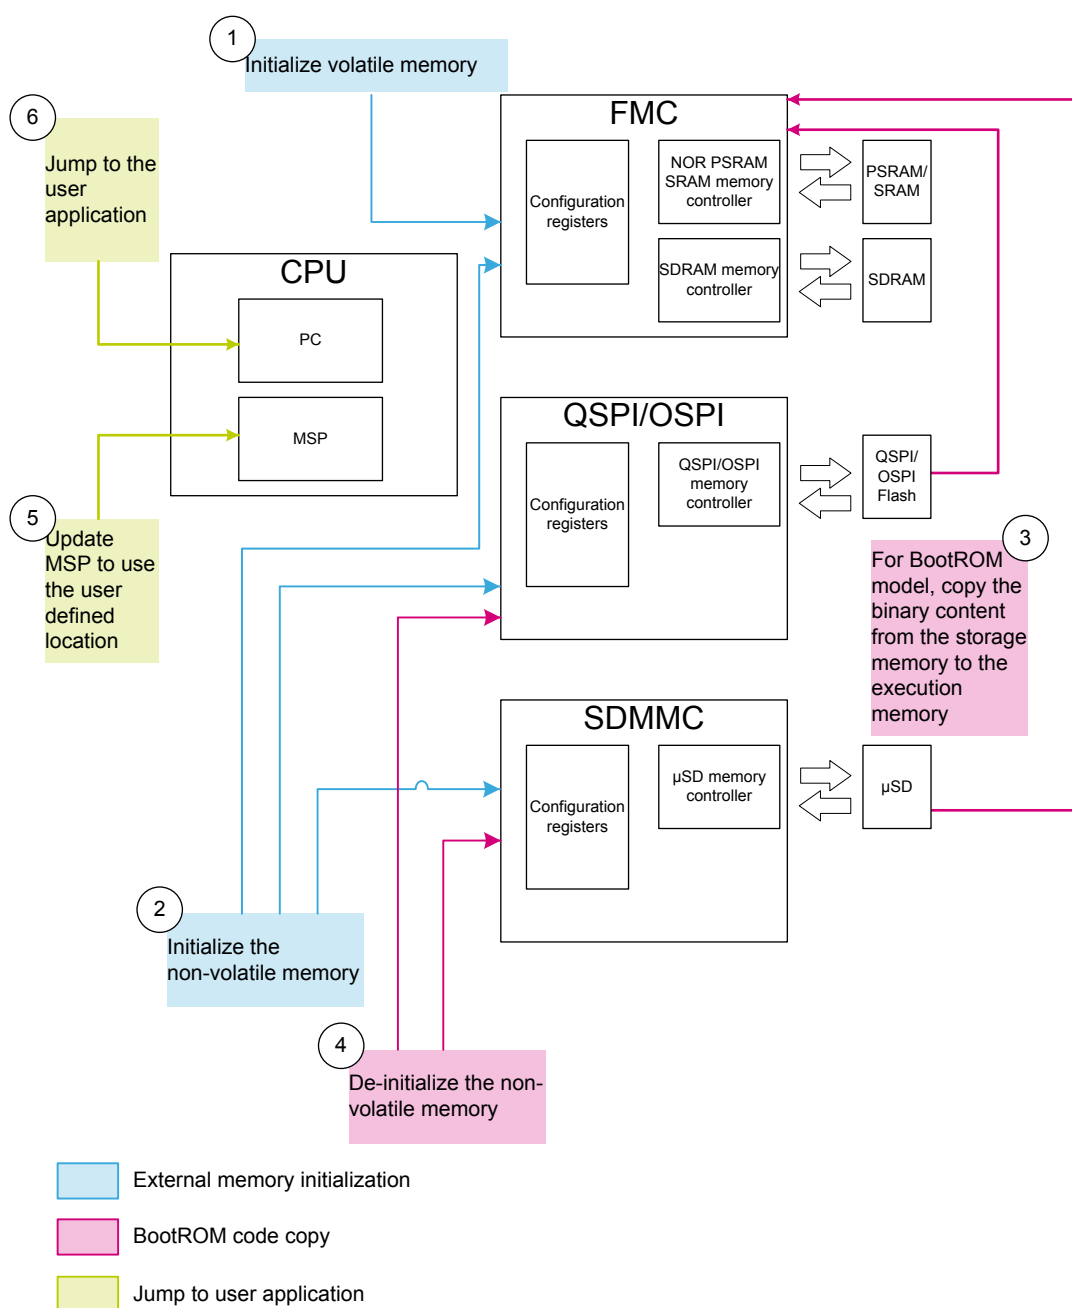 1
Initialize volatile memory
6
Jump to the
user
application
FMC
Configuration
registers
NOR PSRAM
SRAM memory
controller
PSRAM/
SRAM
SDRAM memory
controller
SDRAM
CPU
PC
MSP
5
Update
MSP to use
the user
defined
location
QSPI/OSPI
Configuration
registers
QSPI/OSPI
memory
controller
QSPI/
OSPI
Flash
3
For BootROM
model, copy the
binary content
from the storage
memory to the
execution
memory
SDMMC
Configuration
registers
µSD memory
controller
µSD
2
Initialize the
non-volatile memory
4
De-initialize the non-
volatile memory
External memory initialization
BootROM code copy
Jump to user application